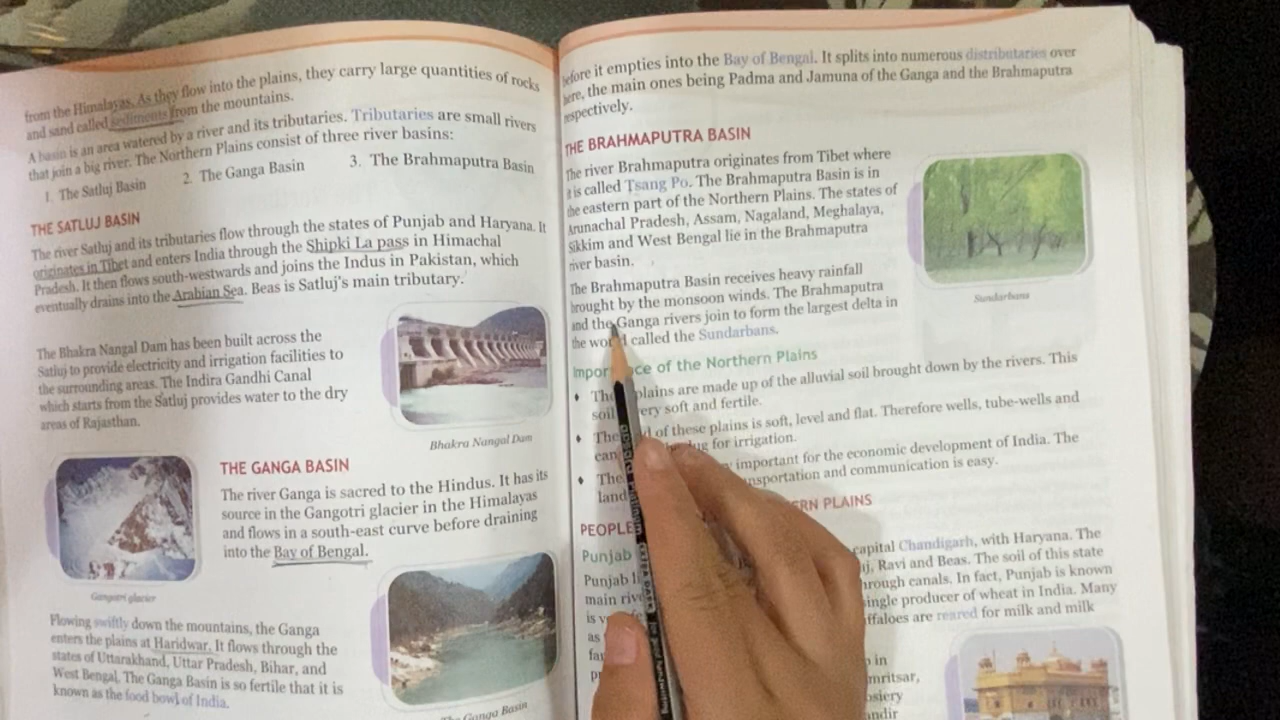 from the Himalayas. As they flow into the plains, they carry large quantities of rocks
and sand called sediments from the mountains.
A basin is an area watered by a river and its tributaries. Tributaries are small rivers
that join a big river. The Northern Plains consist of three river basins:
1. The Satluj Basin 2. The Ganga Basin 3. The Brahmaputra Basin
THE SATLUJ BASIN
The river Satluj and its tributaries flow through the states of Punjab and Haryana. It
originates in Tibet and enters India through the Shipki La pass in Himachal
Pradesh. It then flows south-westwards and joins the Indus in Pakistan, which
eventually drains into the Arabian Sea. Beas is Satluj's main tributary.
The Bhakra Nangal Dam has been built across the
Satluj to provide electricity and irrigation facilities to
the surrounding areas. The Indira Gandhi Canal
which starts from the Satluj provides water to the dry
areas of Rajasthan.
Bhakra Nangal Dam
THE GANGA BASIN
The river Ganga is sacred to the Hindus. It has its
source in the Gangotri glacier in the Himalayas
and flows in a south-east curve before draining
into the Bay of Bengal.
Gangotri glacier
Flowing swiftly down the mountains, the Ganga
enters the plains at Haridwar. It flows through the
states of Uttarakhand, Uttar Pradesh, Bihar, and
West Bengal. The Ganga Basin is so fertile that it is
known as the food bowl of India.
The Ganga Basin
before it empties into the Bay of Bengal. It splits into numerous distributaries over
here, the main ones being Padma and Jamuna of the Ganga and the Brahmaputra
respectively.
THE BRAHMAPUTRA BASIN
The river Brahmaputra originates from Tibet where
it is called Tsang Po. The Brahmaputra Basin is in
the eastern part of the Northern Plains. The states of
Arunachal Pradesh, Assam, Nagaland, Meghalaya,
Sikkim and West Bengal lie in the Brahmaputra
river basin.
Sundarbans
The Brahmaputra Basin receives heavy rainfall
brought by the monsoon winds. The Brahmaputra
and the Ganga rivers join to form the largest delta in
the world called the Sundarbans.
Importance of the Northern Plains
• The plains are made up of the alluvial soil brought down by the rivers. This
soil very soft and fertile.
• The of these plains is soft, level and flat. Therefore wells, tube-wells and
can for irrigation.
• The important for the economic development of India. The
land transportation and communication is easy.
PEOPLE NORTHERN PLAINS
Punjab
Punjab capital Chandigarh, with Haryana. The
main Ravi and Beas. The soil of this state
is through canals. In fact, Punjab is known
as single producer of wheat in India. Many
buffaloes are reared for milk and milk
in